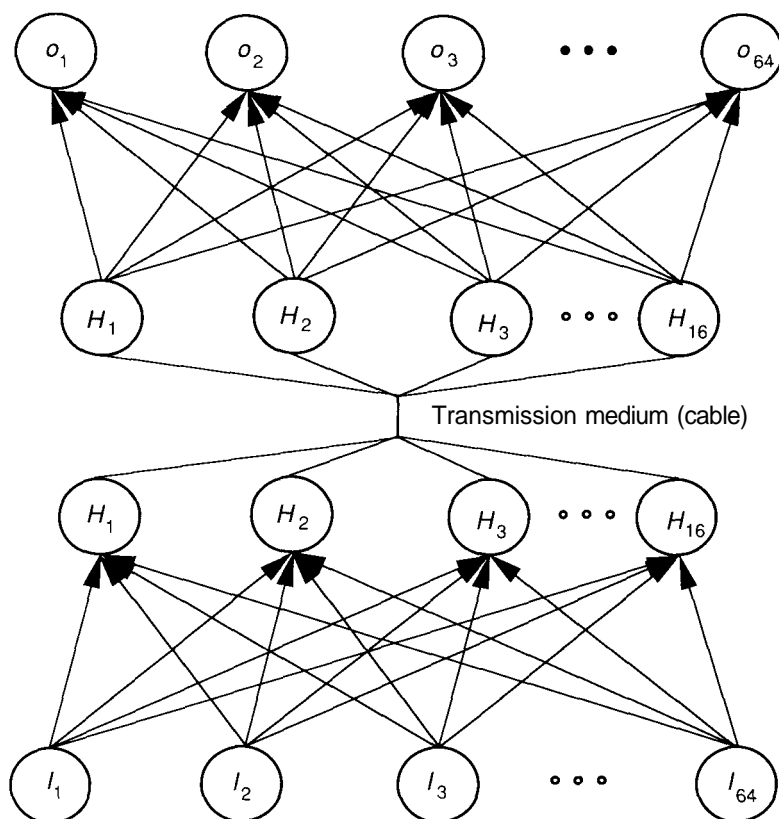 o1 o2 o3 • • • o64
H1 H2 H3 ° ° ° H16
Transmission medium (cable)
H1 H2 H3 ° ° ° H16
I1 I2 I3 ° ° ° I64